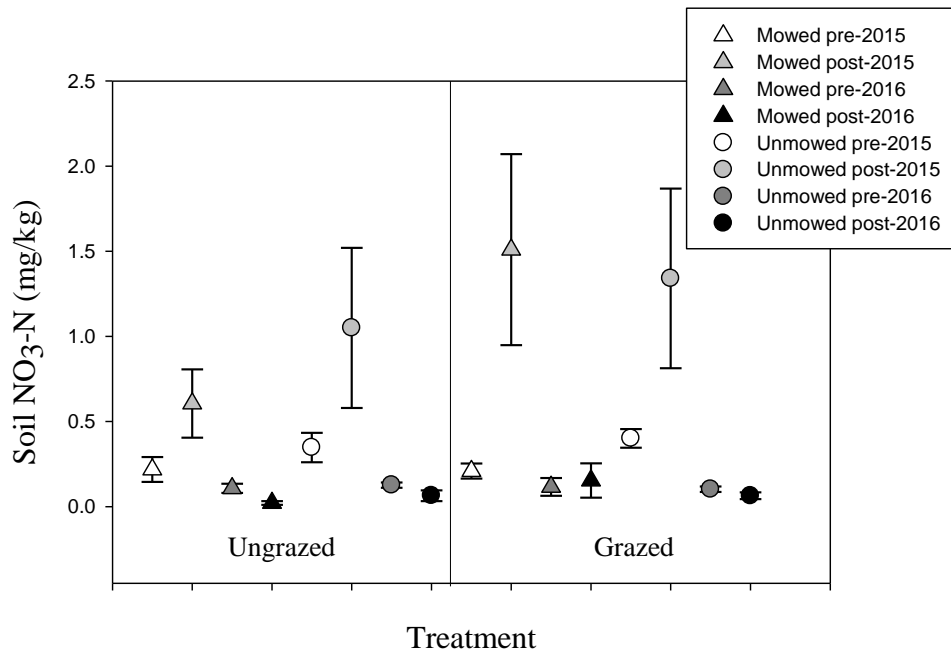 Mowed pre-2015
Mowed post-2015
Mowed pre-2016
Mowed post-2016
Unmowed pre-2015
Unmowed post-2015
Unmowed pre-2016
Unmowed post-2016
Soil NO3-N (mg/kg)
2.5
2.0
1.5
1.0
0.5
0.0
Ungrazed
Grazed
Treatment